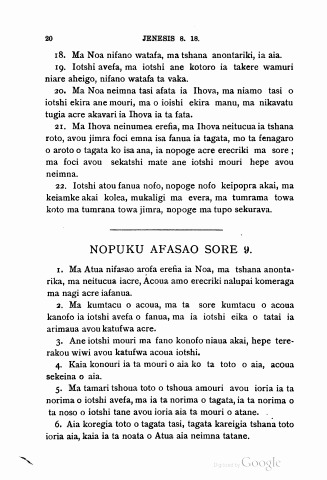 20 JENESIS 8. 18.
18. Ma Noa nifano watafa, ma tshana anontariki, ia aia.
19. Iotshi avefa, ma iotshi ane kotoro ia takere wamuri
niare aheigo, nifano watafa ta vaka.
20. Ma Noa neimna tasi afata ia Ihova, ma niamo tasi o
iotshi ekira ane mouri, ma o ioishi ekira manu, ma nikavatu
tugia acre akavari ia Ihova ia ta fata.
21. Ma Ihova neinumea erefia, ma Ihova neitucua ia tshana
roto, avou jimra foci emna isa fanua ia tagata, mo ta fenagaro
o aroto o tagata ko isa ana, ia nopoge acre erecriki ma sore ;
ma foci avou sekatshi mate ane iotshi mouri hepe avou
neimna.
22. Iotshi atou fanua nofo, nopoge nofo keipopra akai, ma
keiamke akai kolea, mukaligi ma evera, ma tumrama towa
koto ma tumrana towa jimra, nopoge ma tupo sekurava.
NOPUKU AFASAO SORE 9.
1. Ma Atua nifasao arofa erefia ia Noa, ma tshana anonta-
rika, ma neitucua iacre, Acoua amo erecriki nalupai komeraga
ma nagi acre iafanua.
2. Ma kumtacu o acoua, ma ta sore kumtacu o acoua
kanofo ia iotshi avefa o fanua, ma ia iotshi eika o tatai ia
arimaua avou katufwa acre.
3. Ane iotshi mouri ma fano konofo niaua akai, hepe tere-
rakou wiwi avou katufwa acoua iotshi.
4. Kaia konouri ia ta mouri o aia ko ta toto o aia, acoua
sekeina o aia.
5. Ma tamari tshoua toto o tshoua amouri avou ioria ia ta
norima o iotshi avefa, ma ia ta norima o tagata, ia ta norima o
ta noso o iotshi tane avou ioria aia ta mouri o atane.
6. Aia koregia toto o tagata tasi, tagata kareigia tshana toto
ioria aia, kaia ia ta noata o Atua aia neimna tatane.
Digitized by Google